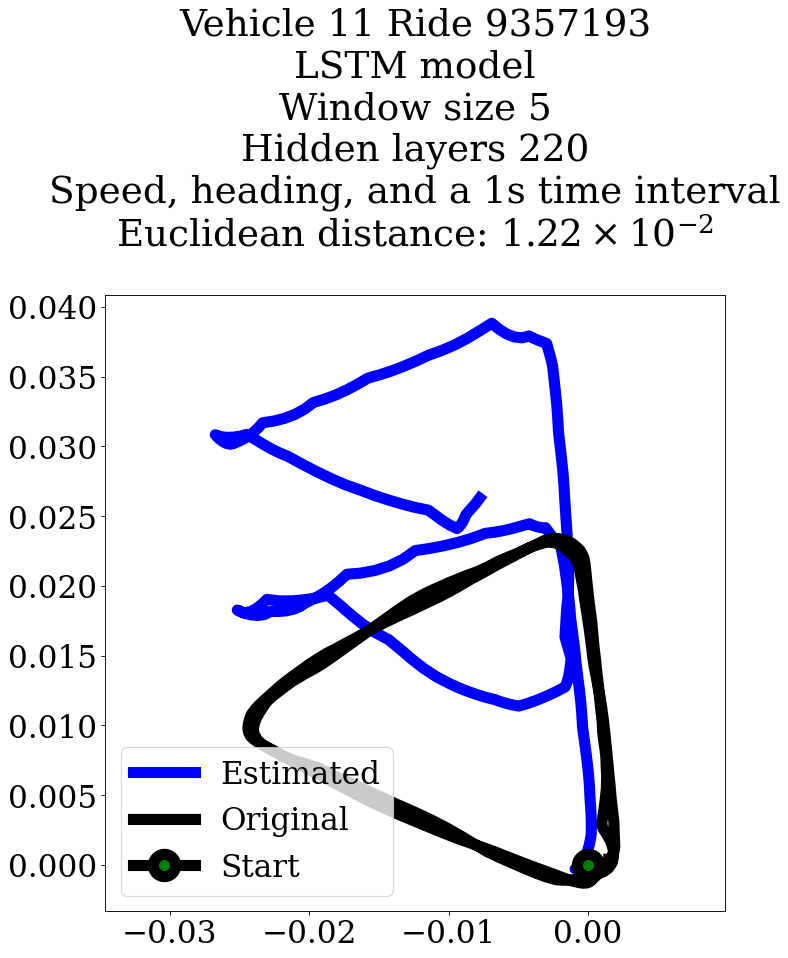 Vehicle 11 Ride 9357193
LSTM model
Window size 5
Hidden layers 220
Speed, heading, and a 1s time interval
Euclidean distance: 1.22 × 10⁻²
0.040
0.035
0.030
0.025
0.020
0.015
0.010
0.005
0.000
Estimated
Original
Start
−0.03 −0.02 −0.01 0.00